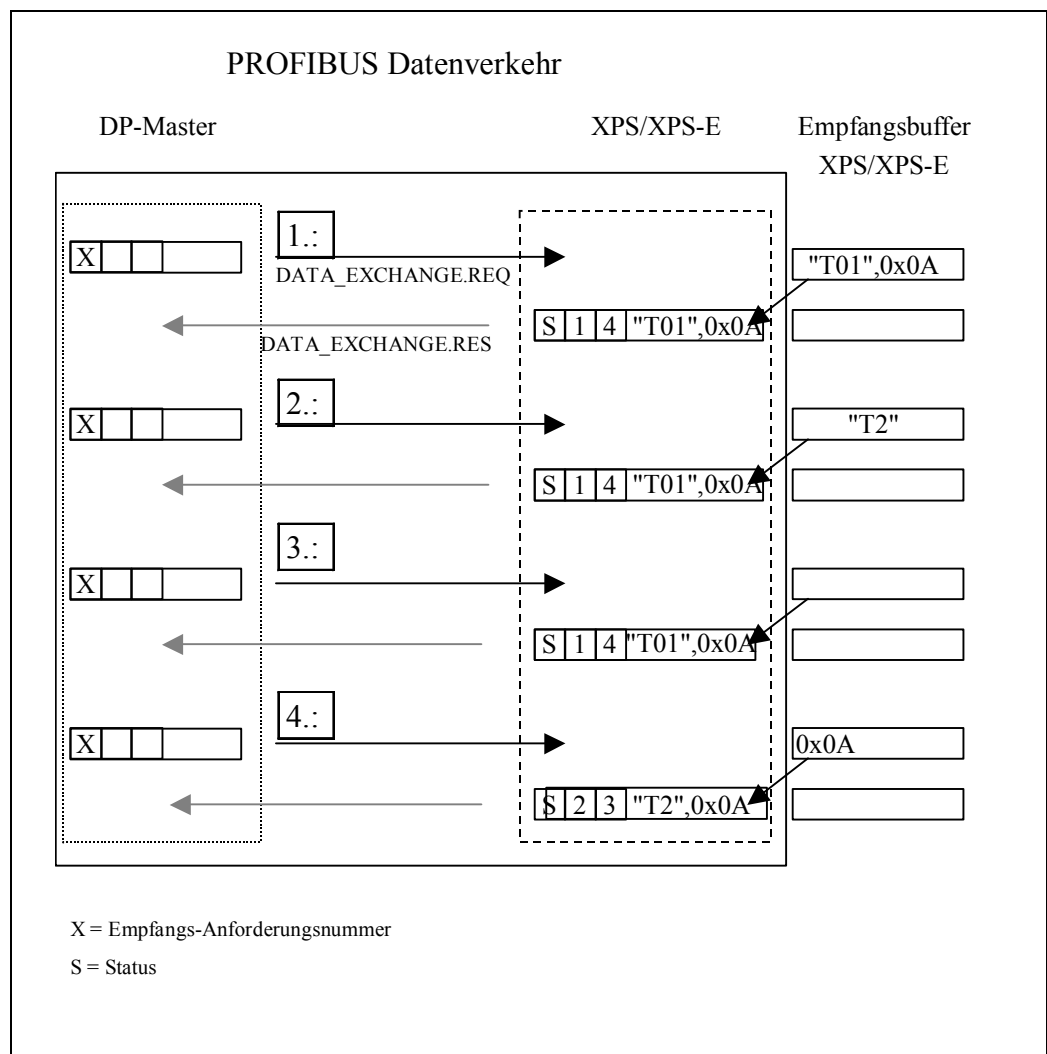 PROFIBUS Datenverkehr
DP-Master XPS/XPS-E Empfangsbuffer
XPS/XPS-E
1.:
X "T01",0x0A
DATA_EXCHANGE.REQ
S 1 4 "T01",0x0A
DATA_EXCHANGE.RES
2.:
X "T2"
S 1 4 "T01",0x0A
3.:
X
S 1 4 "T01",0x0A
4.:
X 0x0A
S 2 3 "T2",0x0A
X = Empfangs-Anforderungsnummer
S = Status